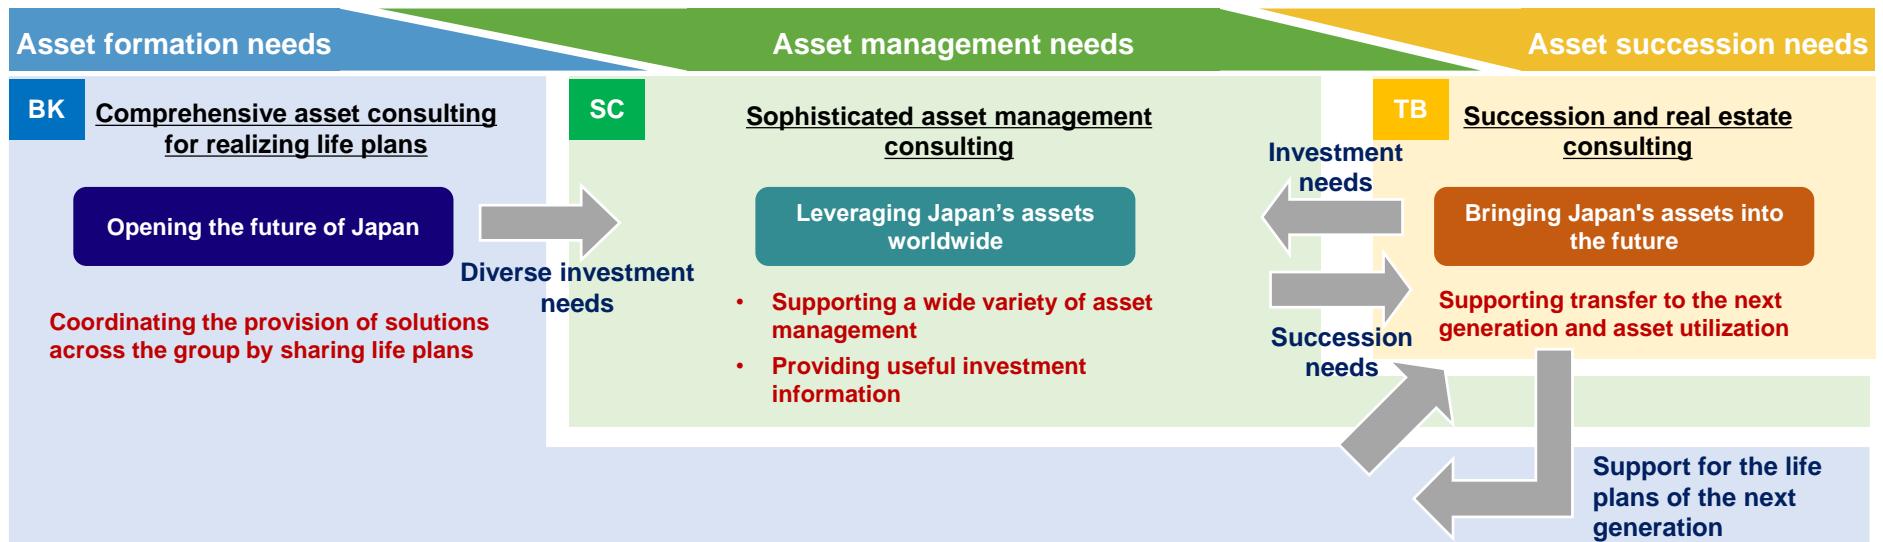 Asset formation needs
Asset management needs
Asset succession needs
BK
Comprehensive asset consulting
for realizing life plans
Opening the future of Japan
Coordinating the provision of solutions
across the group by sharing life plans
Diverse investment
needs
SC
Sophisticated asset management
consulting
Leveraging Japan’s assets
worldwide
• Supporting a wide variety of asset
management
• Providing useful investment
information
Investment
needs
Succession
needs
TB
Succession and real estate
consulting
Bringing Japan's assets into
the future
Supporting transfer to the next
generation and asset utilization
Support for the life
plans of the next
generation